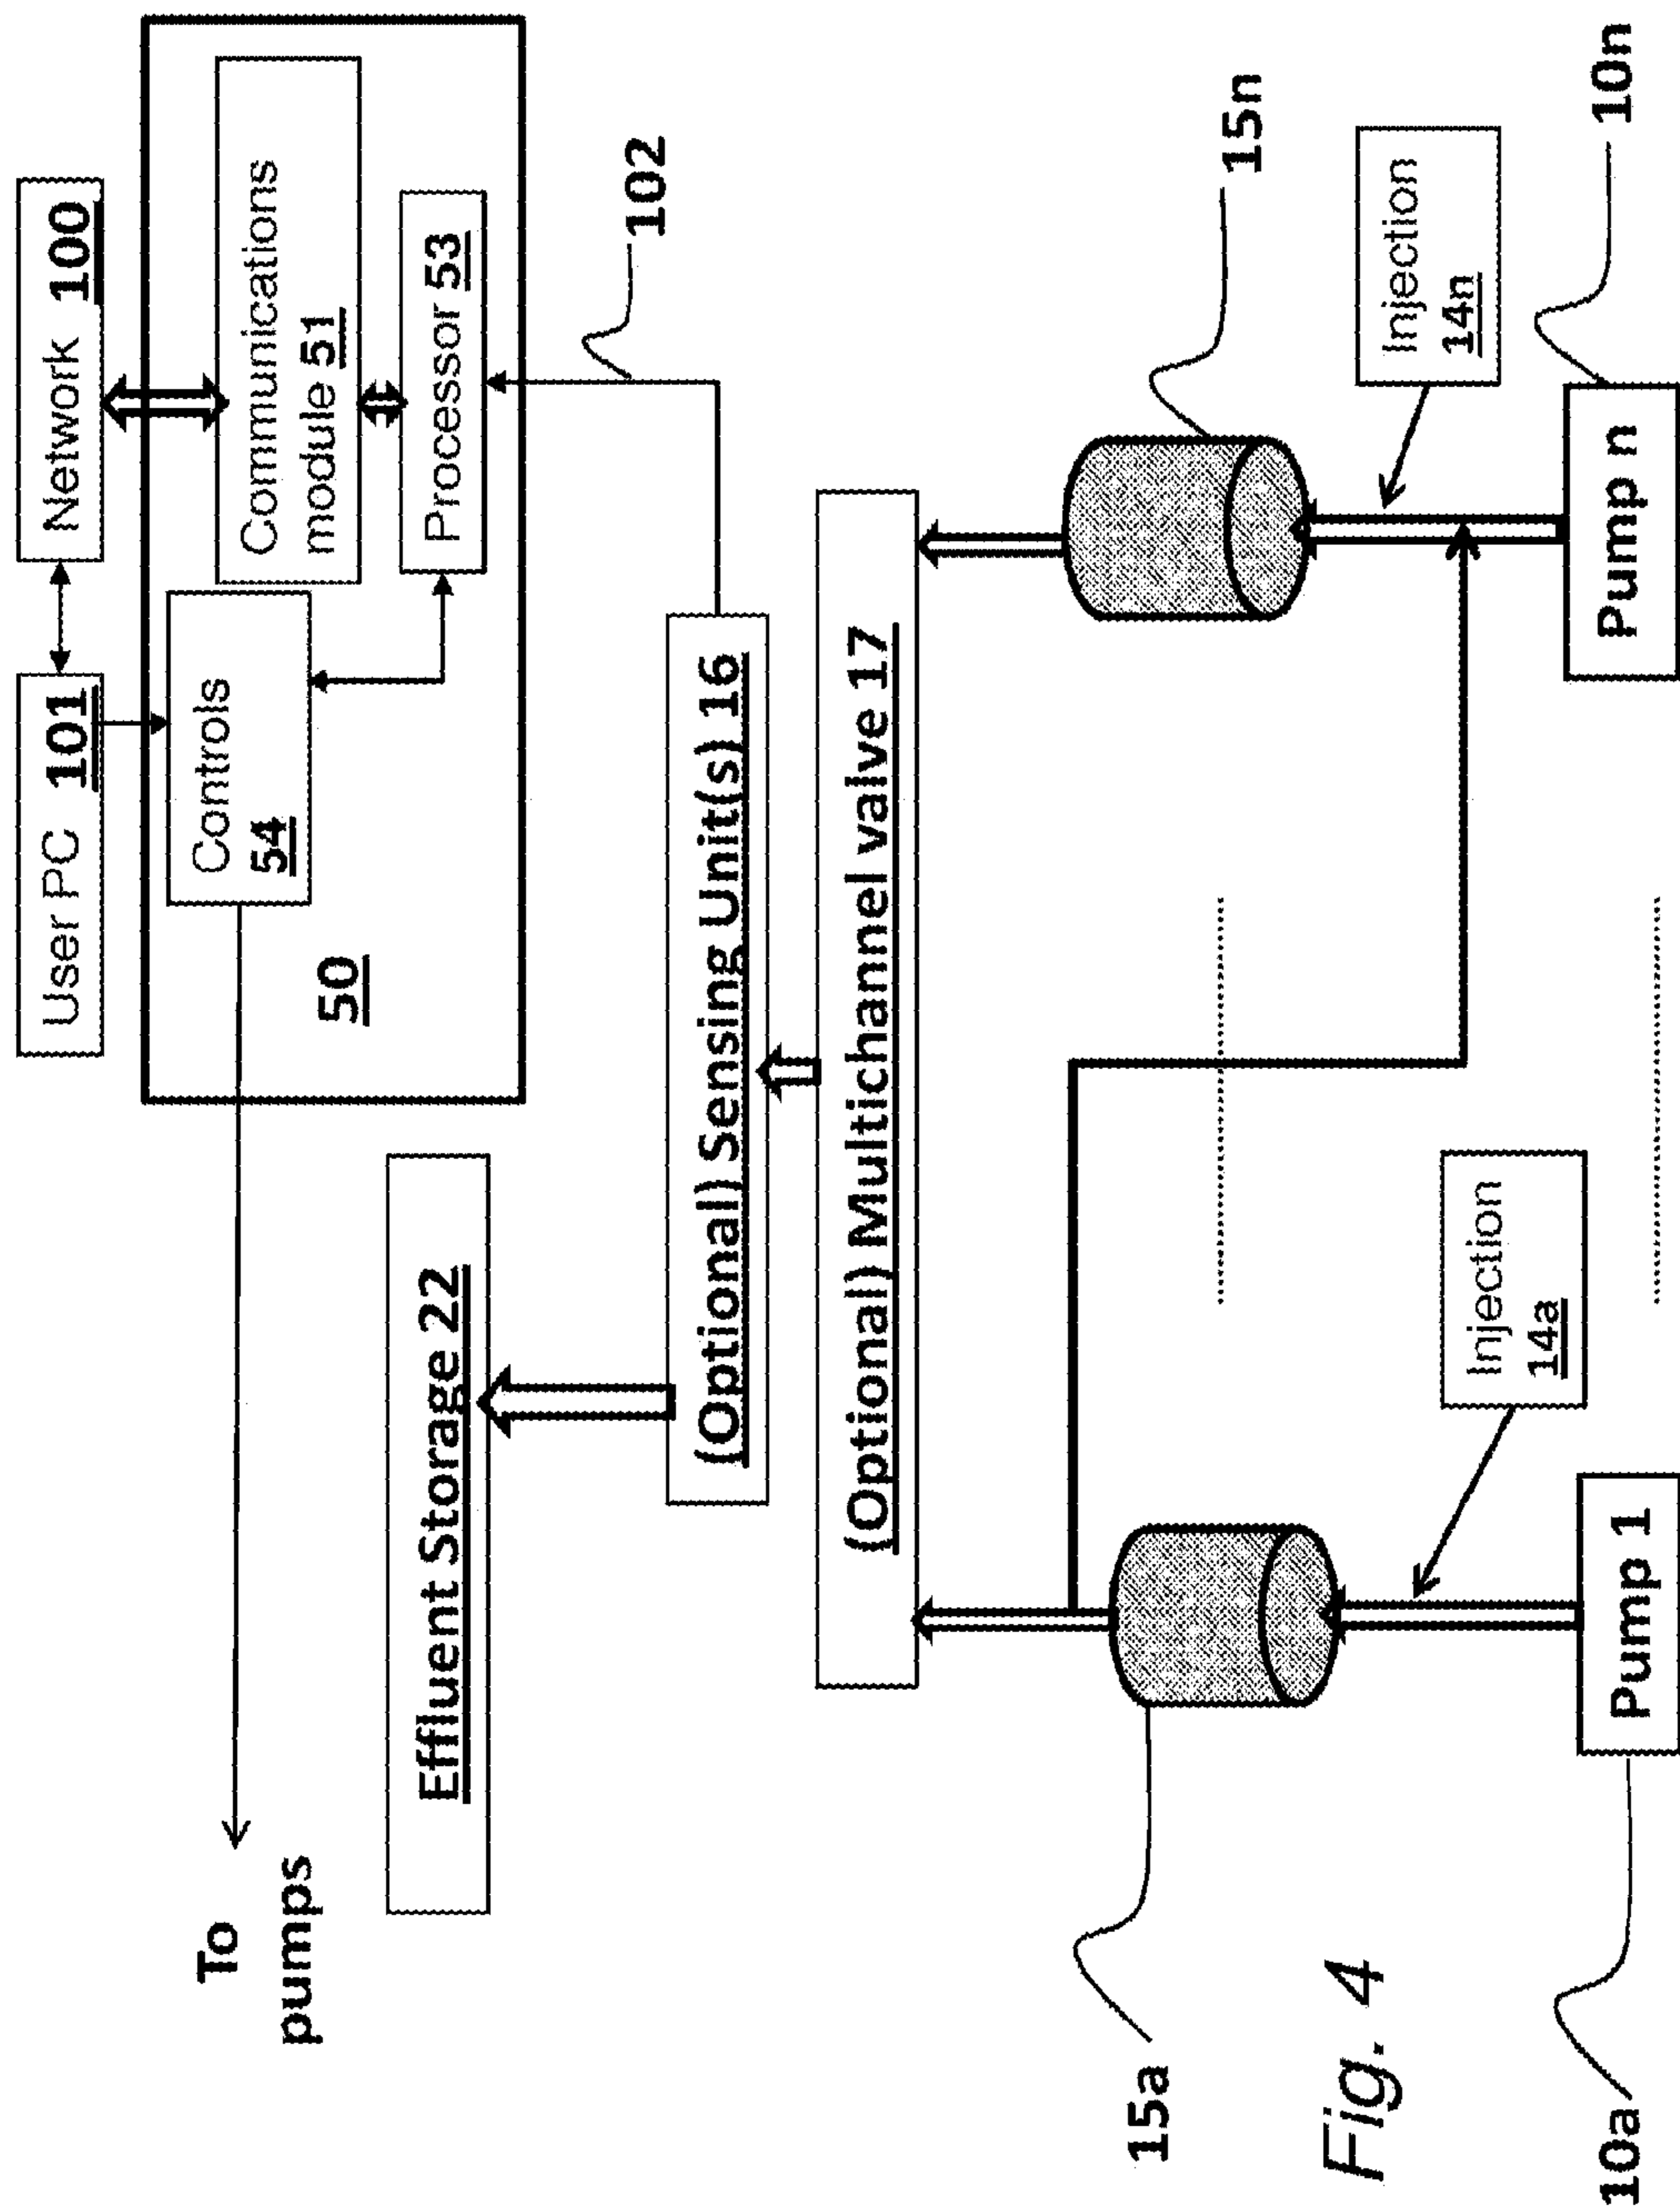 User PC 101
Network 100
Controls
54
Communications
module 51
Processor 53
50
102
To
pumps
Effluent Storage 22
(Optional) Sensing Unit(s) 16
(Optional) Multichannel valve 17
15a
15n
Injection
14a
Injection
14n
Pump 1
Pump n
10a
10n
Fig. 4